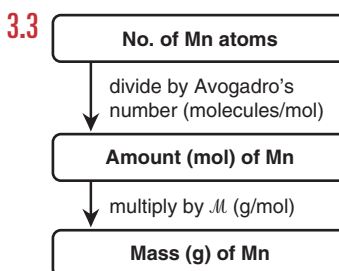 3.3
No. of Mn atoms
divide by Avogadro's
number (molecules/mol)
Amount (mol) of Mn
multiply by ℳ (g/mol)
Mass (g) of Mn